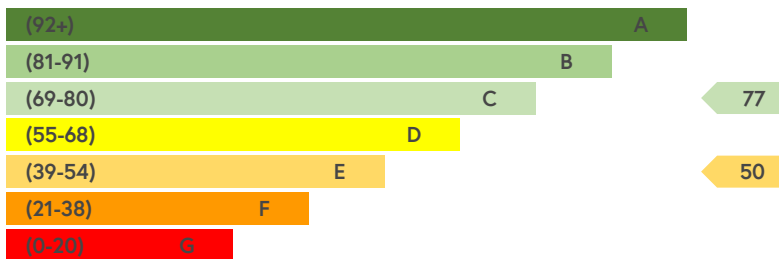 (92+) A
(81-91) B
(69-80) C 77
(55-68) D
(39-54) E 50
(21-38) F
(0-20) G